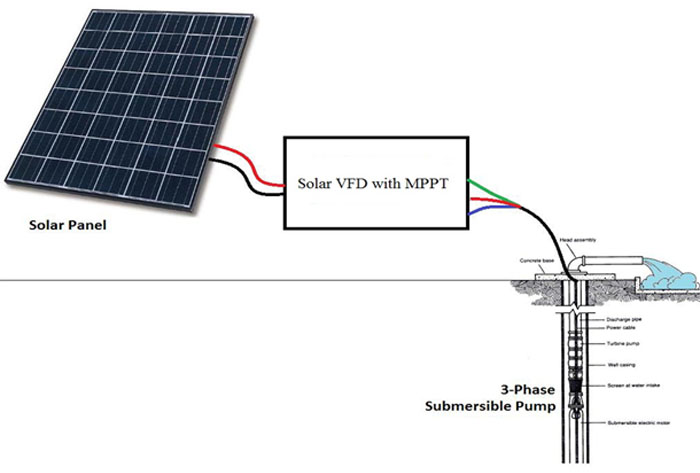 Solar Panel
Solar VFD with MPPT
Head assembly
Concrete base
Discharge pipe
Power cable
Turbine pump
Well casing
Screen at water intake
3-Phase
Submersible Pump
Submersible electric motor